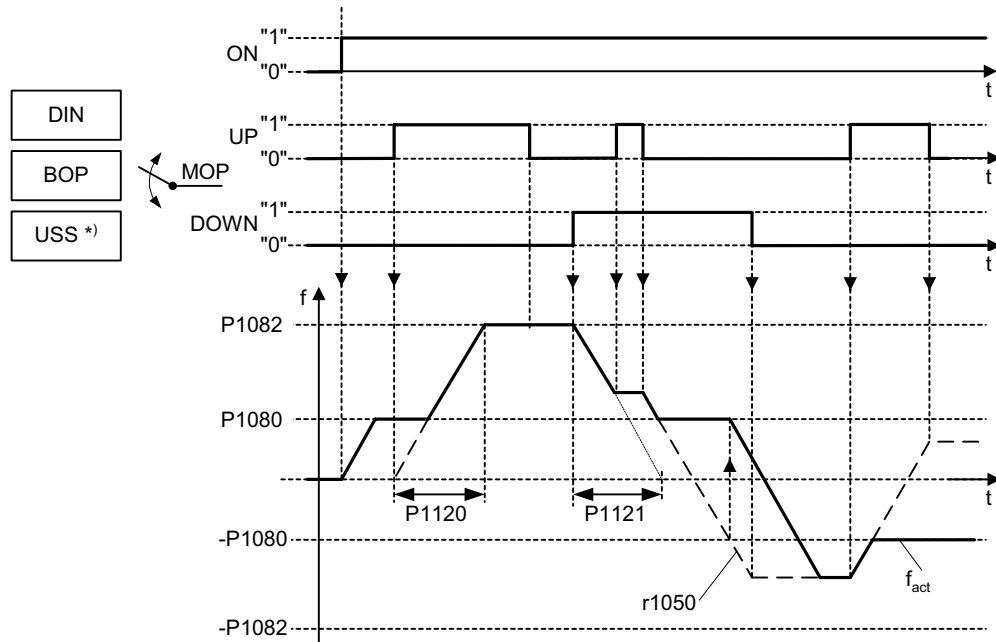 ON
"1"
"0"
t
DIN
BOP
USS *)
MOP
UP
"1"
"0"
t
DOWN
"1"
"0"
t
f
P1082
P1080
t
P1120
P1121
-P1080
r1050
fact
-P1082